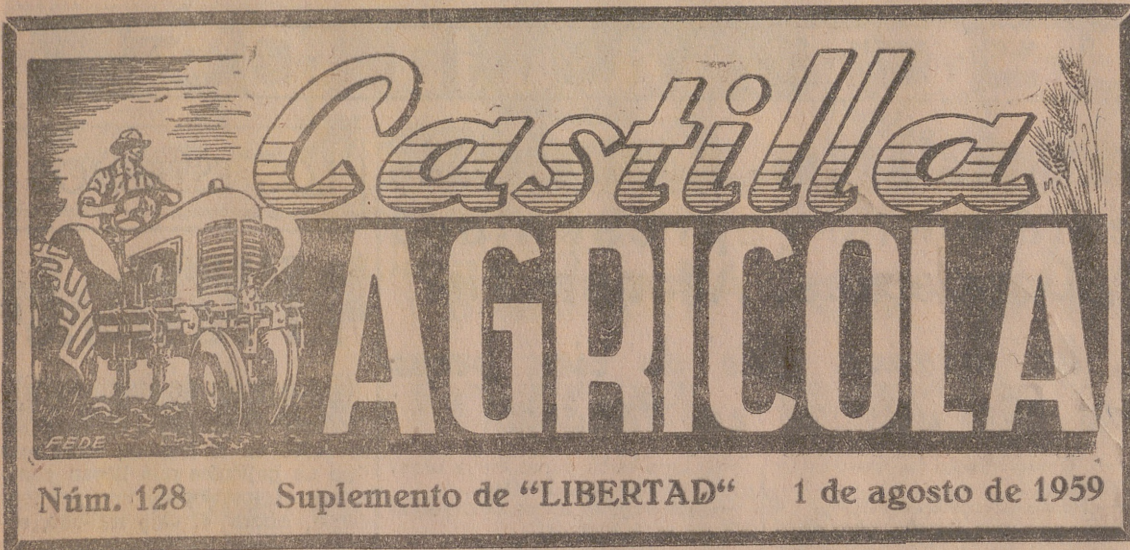 Castilla
AGRICOLA
FEDE
Núm. 128 Suplemento de “LIBERTAD“ 1 de agosto de 1959